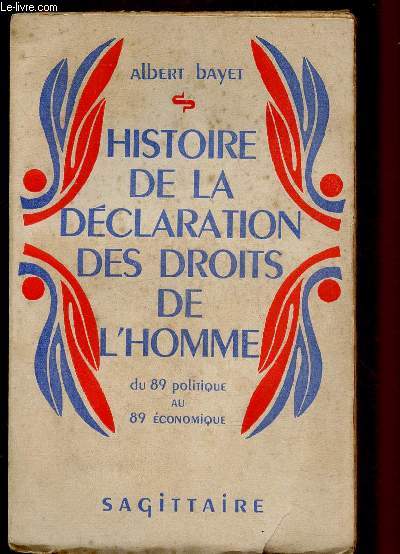 Le-Livre.com
albert bayet
HISTOIRE
DE LA
DÉCLARATION
DES DROITS
DE
L'HOMME
du 89 politique
au
89 économique
SAGITTAIRE